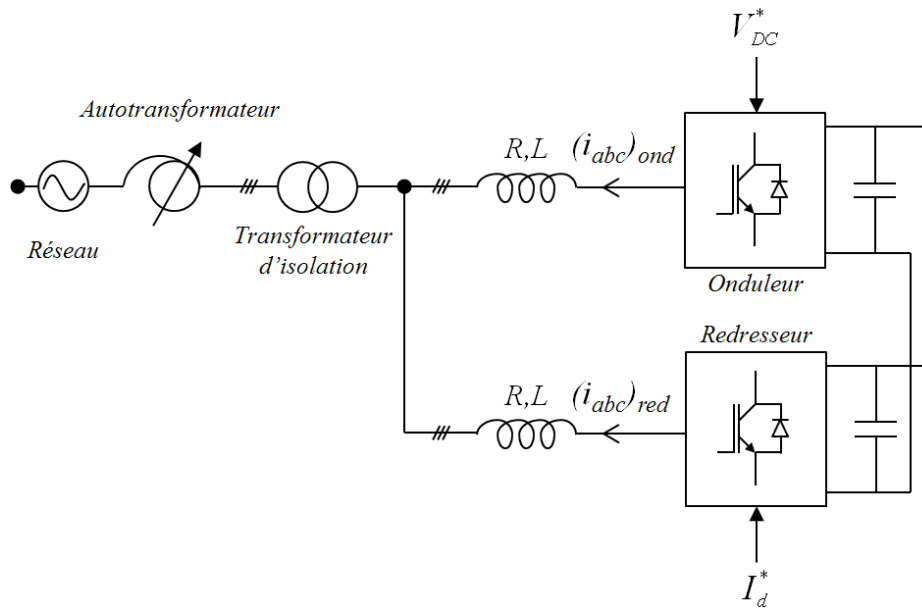 V*DC
Autotransformateur
R,L (iabc)ond
Réseau
Transformateur
d'isolation
Onduleur
Redresseur
R,L (iabc)red
I*d